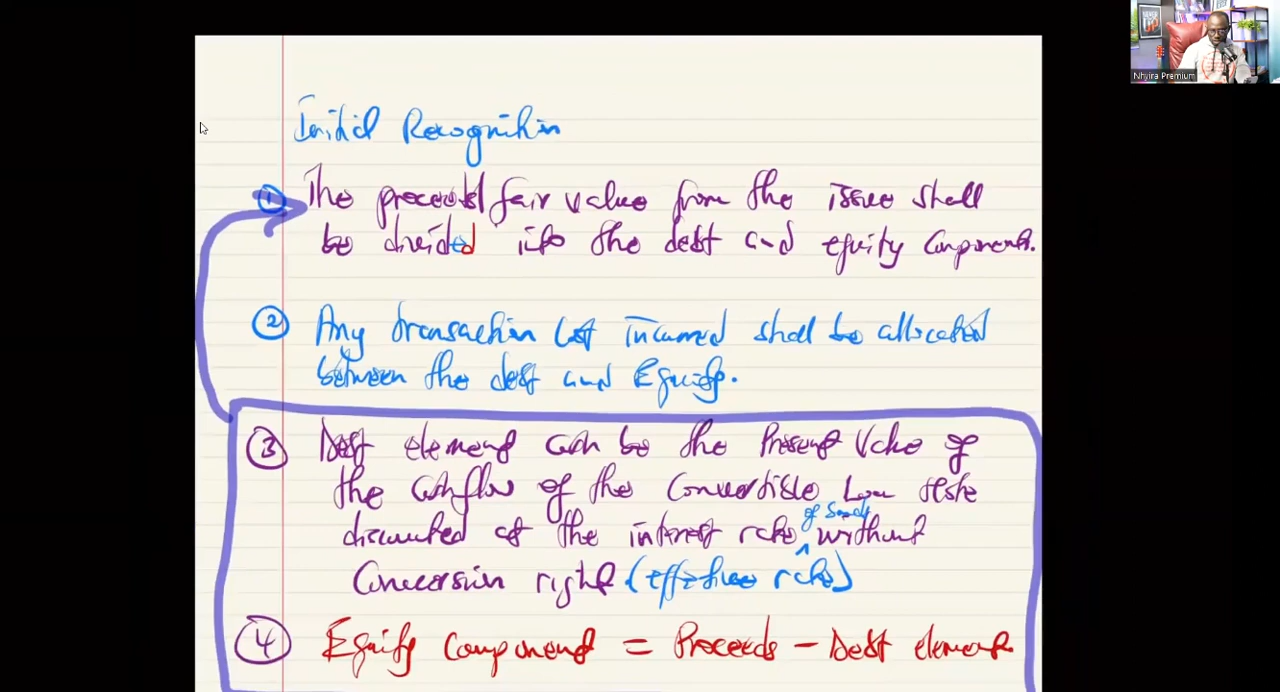 Initial Recognition
① The proceeds/fair value from the issue shall
be divided into the debt and equity components.
② Any transaction cost incurred shall be allocated
between the debt and Equity.
③ Debt element can be the Present Value of
the cashflow of the Convertible Loan
of
discounted at the interest rate ^ without
Conversion right (effective rate)
④ Equity Component = Proceeds - Debt element
Nhyira Premium